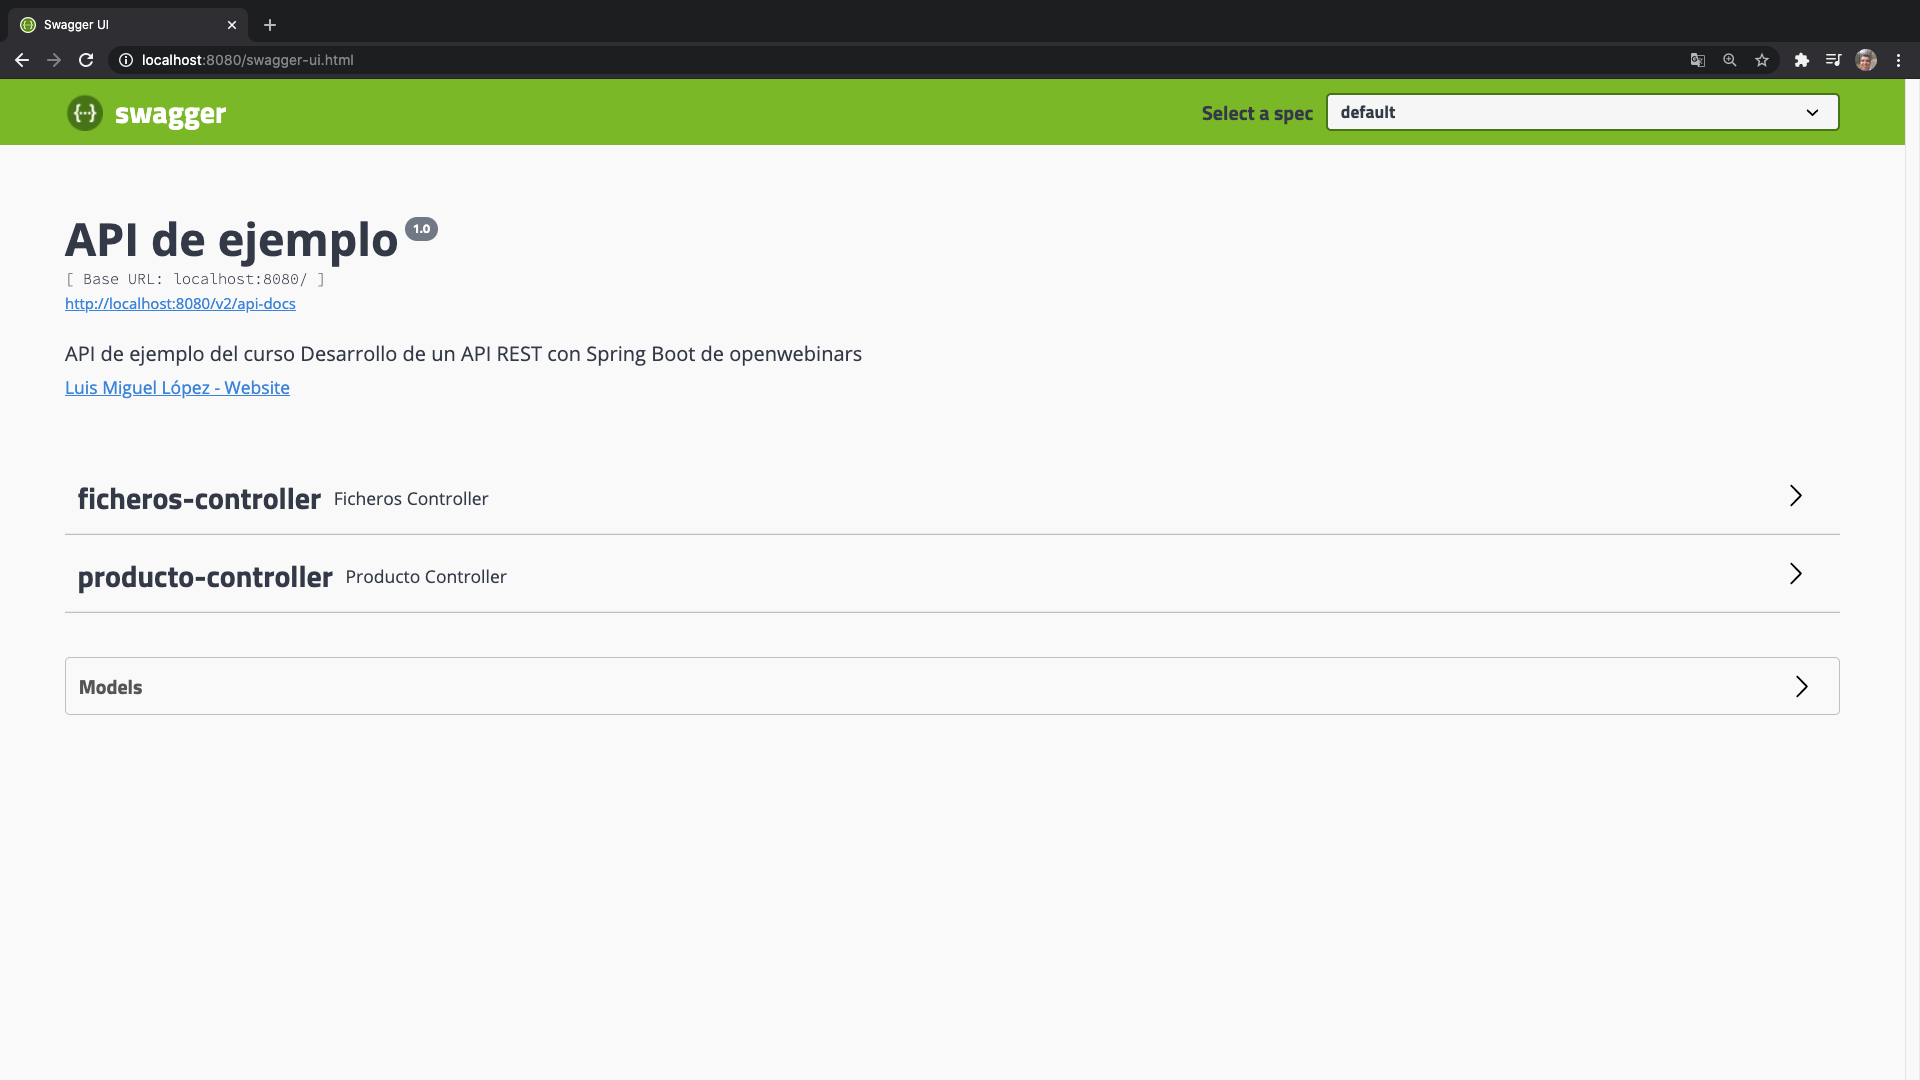 Swagger UI
localhost:8080/swagger-ui.html
{···} swagger
Select a spec
default
API de ejemplo 1.0
[ Base URL: localhost:8080/ ]
http://localhost:8080/v2/api-docs
API de ejemplo del curso Desarrollo de un API REST con Spring Boot de openwebinars
Luis Miguel López - Website
ficheros-controller Ficheros Controller
producto-controller Producto Controller
Models